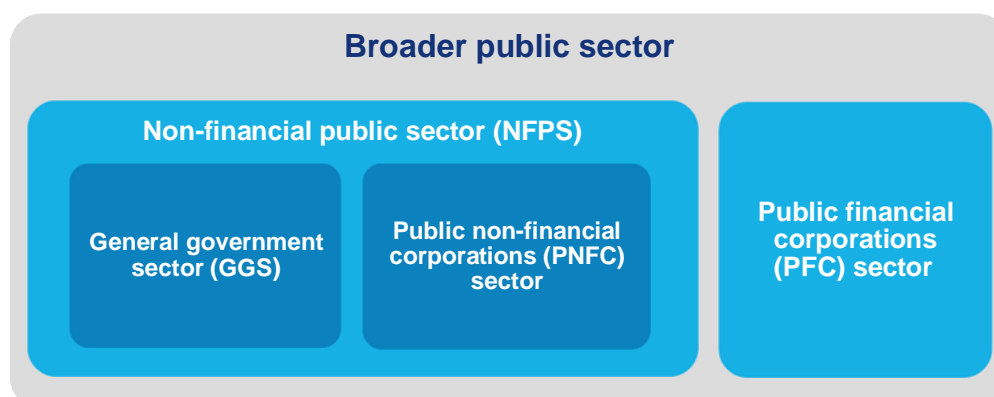 Broader public sector
Non-financial public sector (NFPS)
General government
sector (GGS)
Public non-financial
corporations (PNFC)
sector
Public financial
corporations
(PFC) sector